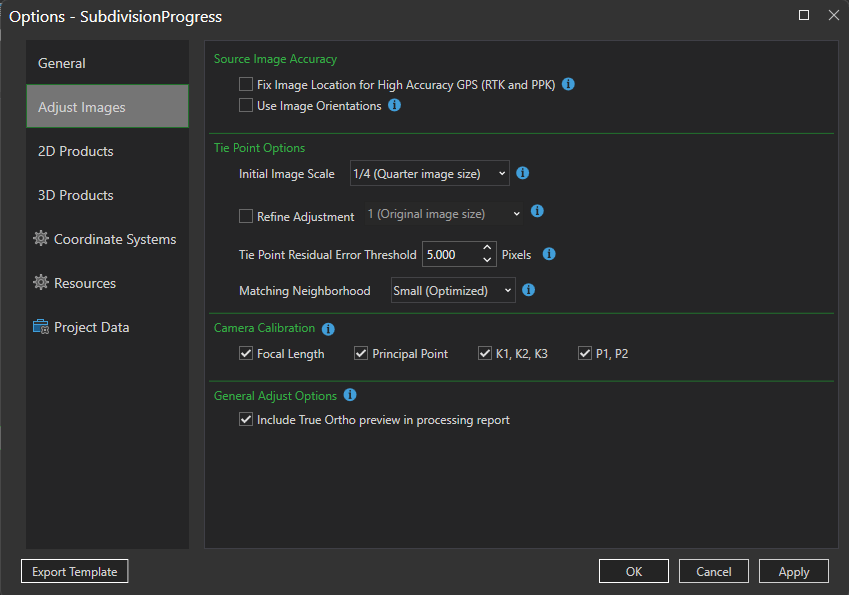 Options - SubdivisionProgress
General
Adjust Images
2D Products
3D Products
Coordinate Systems
Resources
Project Data
Source Image Accuracy
Fix Image Location for High Accuracy GPS (RTK and PPK)
Use Image Orientations
Tie Point Options
Initial Image Scale 1/4 (Quarter image size)
Refine Adjustment 1 (Original image size)
Tie Point Residual Error Threshold 5.000 Pixels
Matching Neighborhood Small (Optimized)
Camera Calibration
Focal Length Principal Point K1, K2, K3 P1, P2
General Adjust Options
Include True Ortho preview in processing report
Export Template OK Cancel Apply